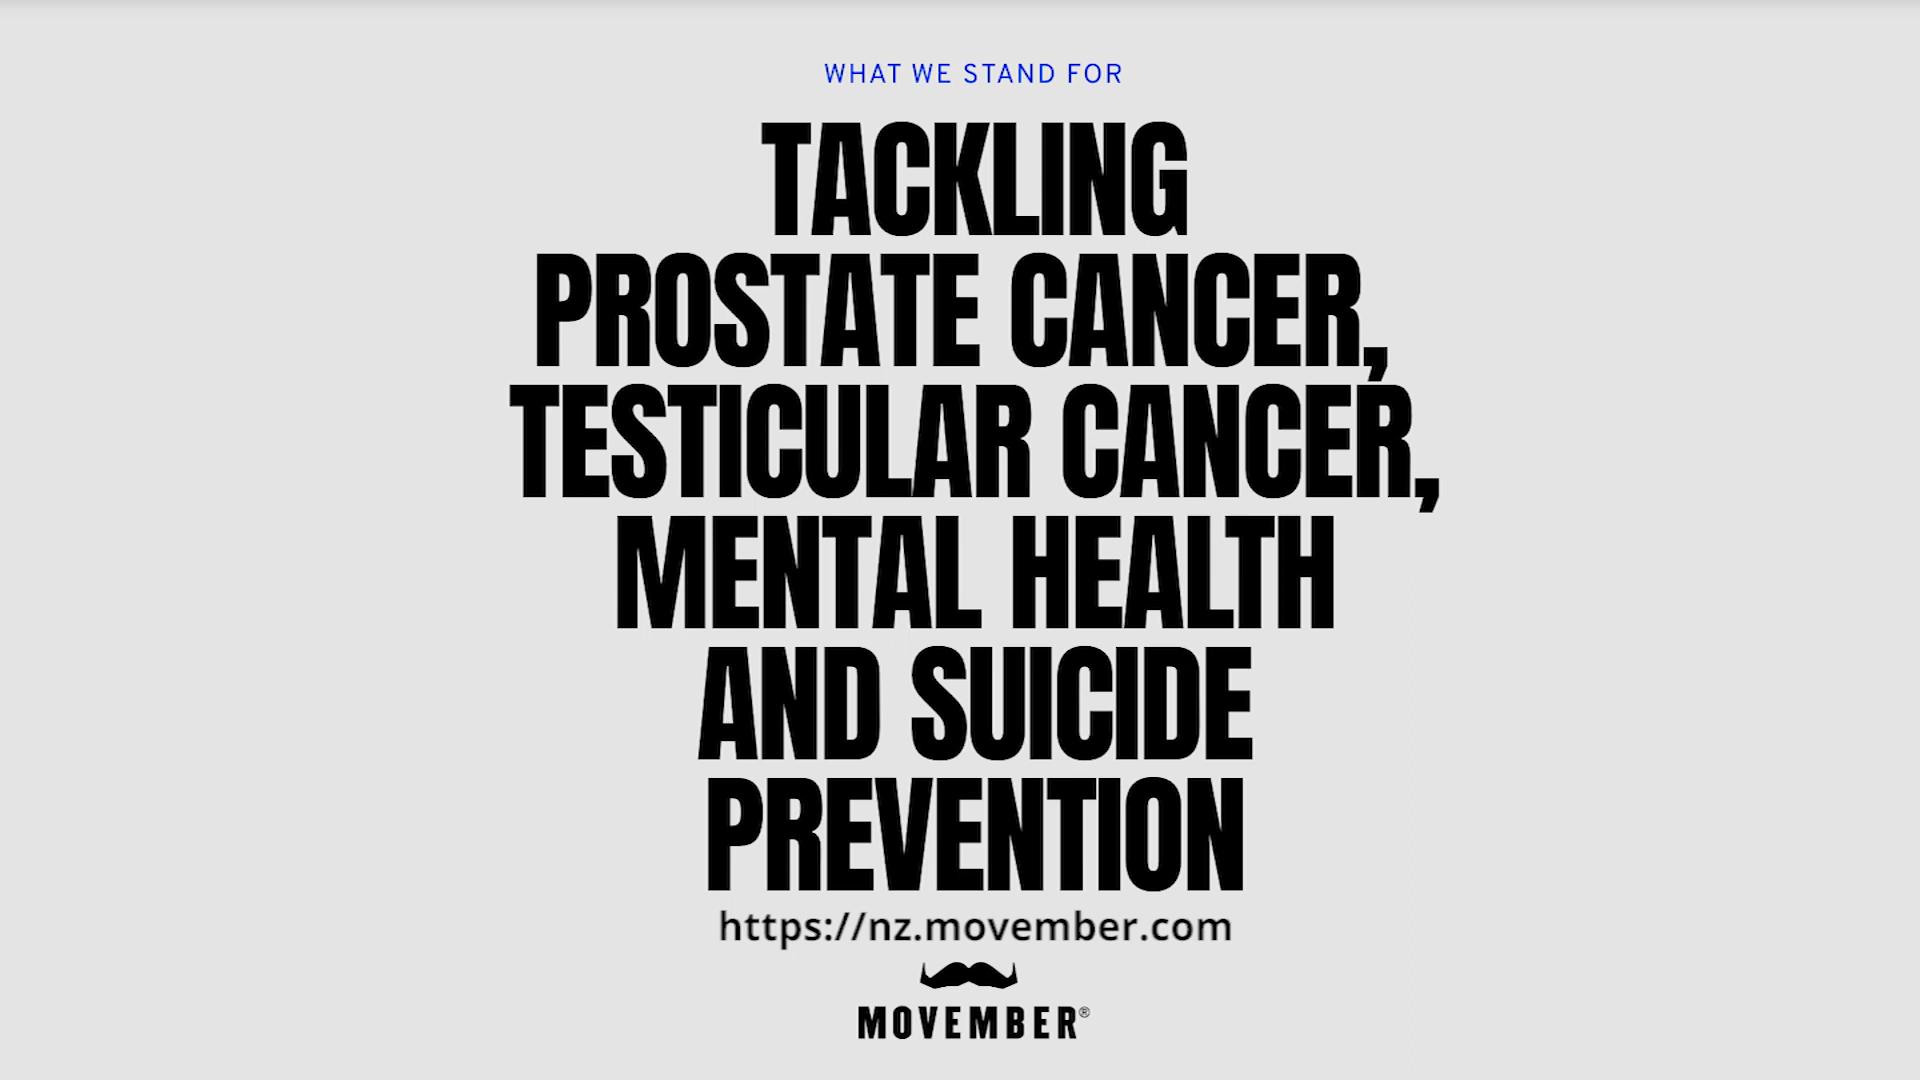 WHAT WE STAND FOR
TACKLING
PROSTATE CANCER,
TESTICULAR CANCER,
MENTAL HEALTH
AND SUICIDE
PREVENTION
https://nz.movember.com
MOVEMBER®